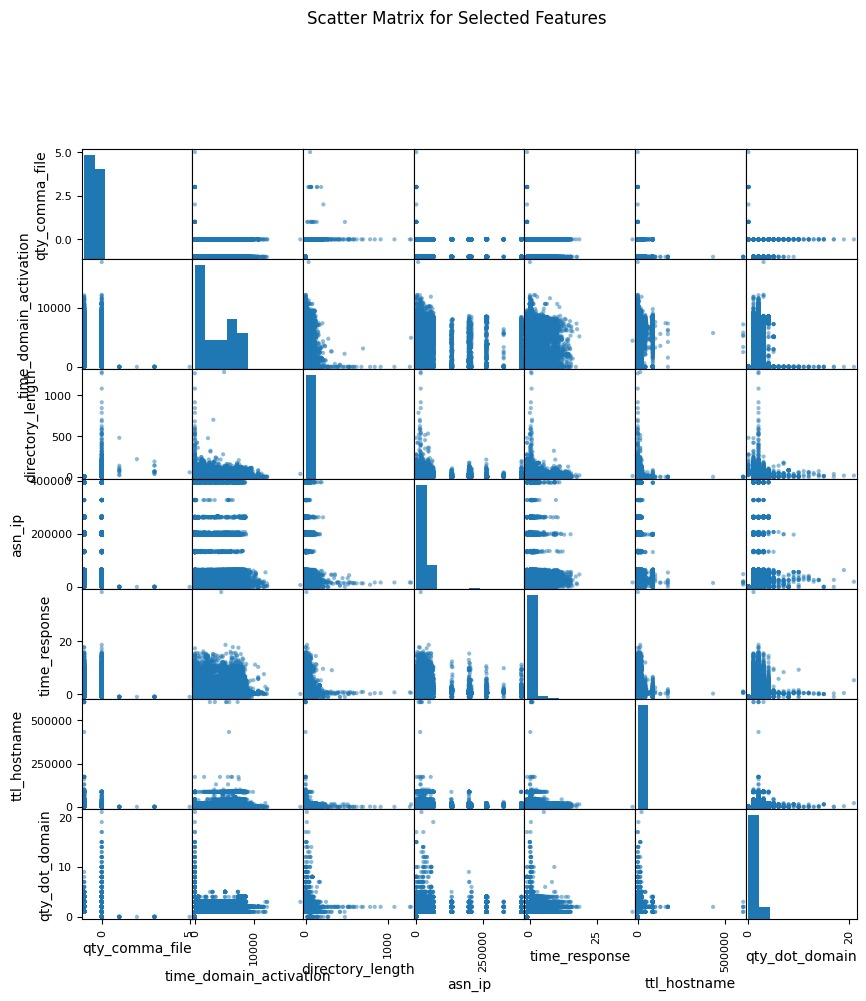 Scatter Matrix for Selected Features
5.0
2.5
0.0
qty_comma_file
10000
0
time_domain_activation
1000
500
0
directory_length
400000
200000
0
asn_ip
20
0
time_response
500000
250000
0
ttl_hostname
20
10
0
qty_dot_domain
0
5
qty_comma_file
0
10000
time_domain_activation
0
1000
directory_length
0
250000
asn_ip
0
25
time_response
0
500000
ttl_hostname
0
20
qty_dot_domain